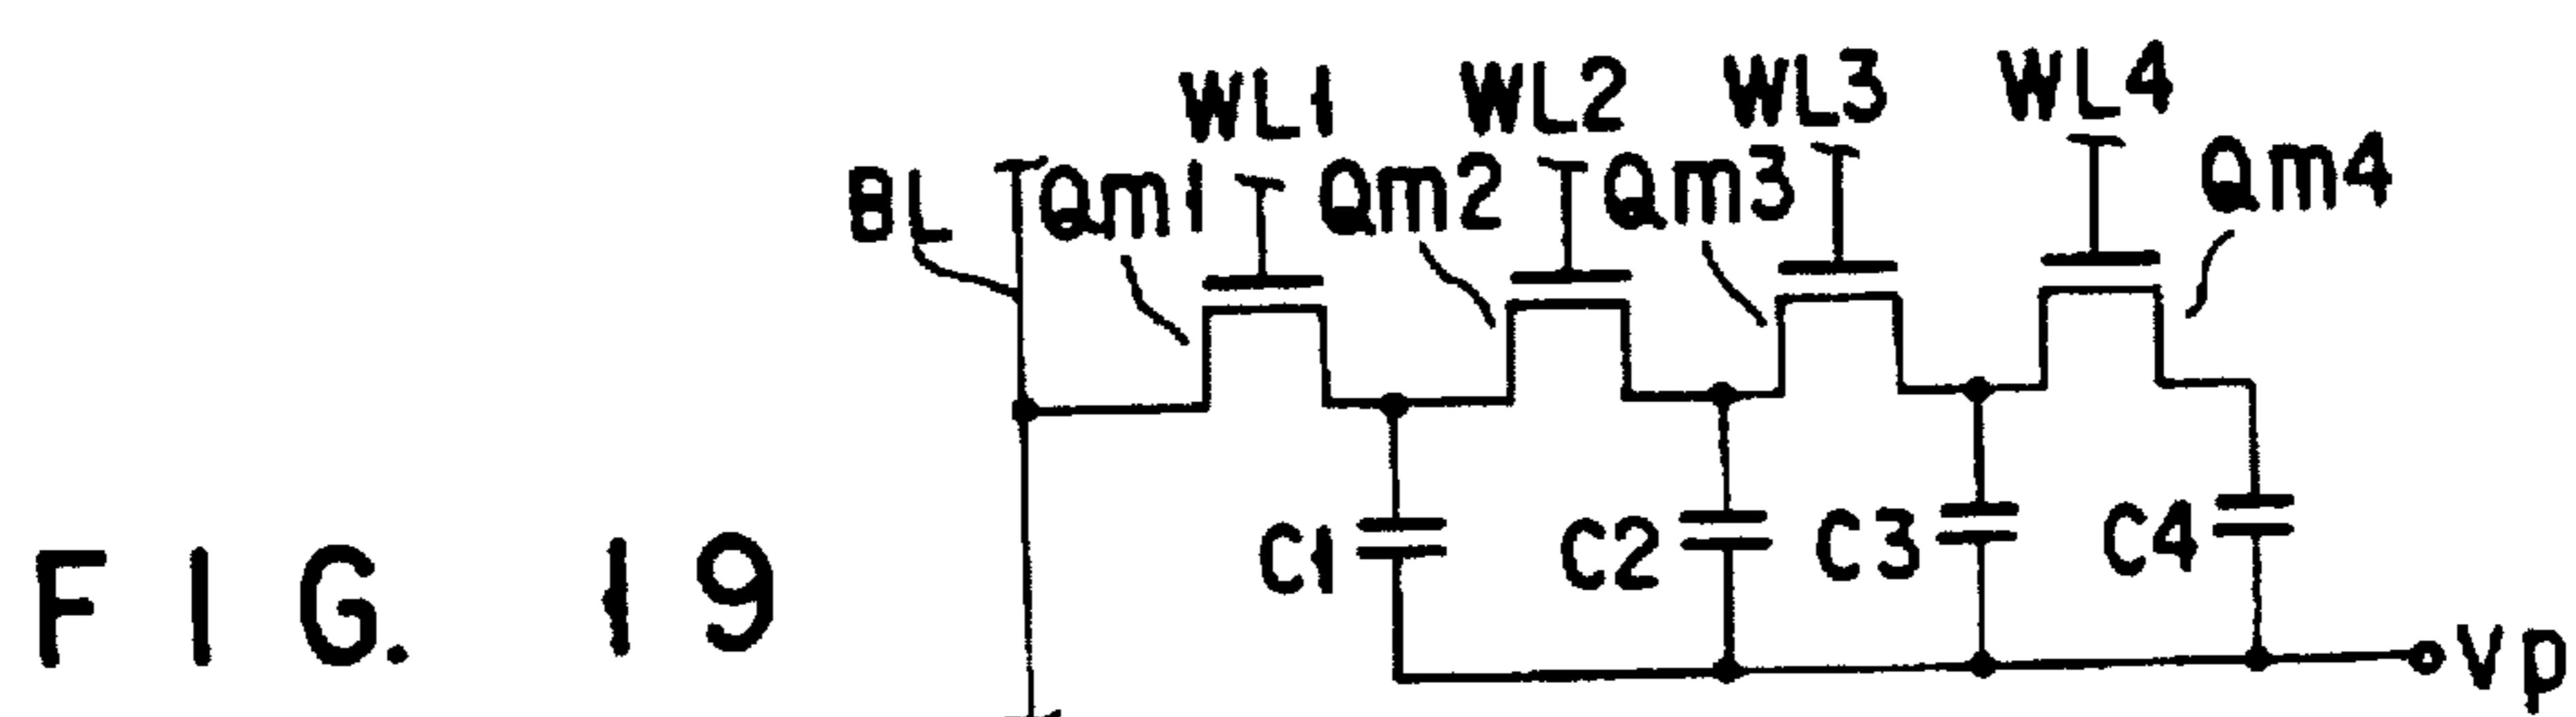 WL1 WL2 WL3 WL4
BL Qm1 Qm2 Qm3 Qm4
C1 C2 C3 C4
FIG. 19
Vp